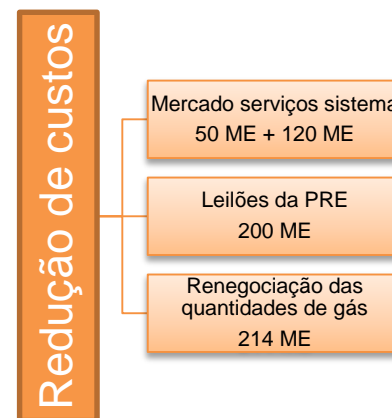 Redução de custos
Mercado serviços sistema
50 ME + 120 ME
Leilões da PRE
200 ME
Renegociação das
quantidades de gás
214 ME